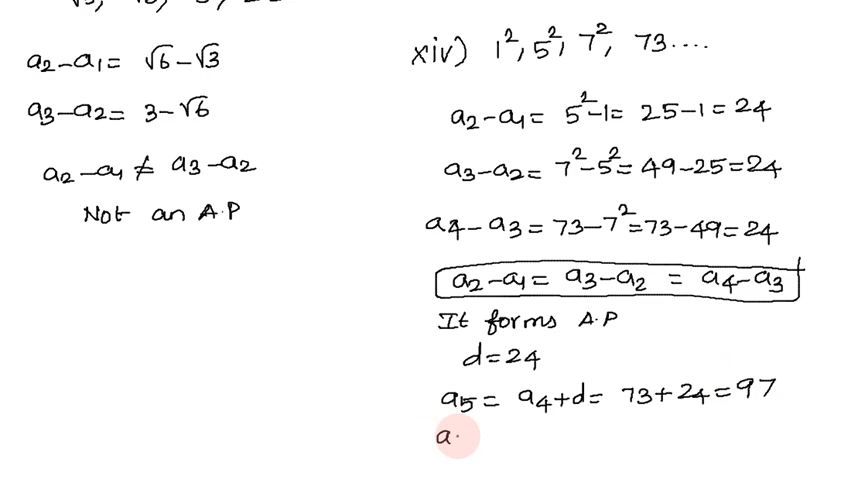 a₂-a₁= √6-√3
a₃-a₂= 3-√6
a₂-a₁ ≠ a₃-a₂
Not an A.P
xiv) 1², 5², 7², 73....
a₂-a₁= 5²-1= 25-1=24
a₃-a₂= 7²-5²= 49-25=24
a₄-a₃=73-7²=73-49=24
a₂-a₁= a₃-a₂ = a₄-a₃
It forms A.P
d=24
a₅= a₄+d= 73+24=97
a